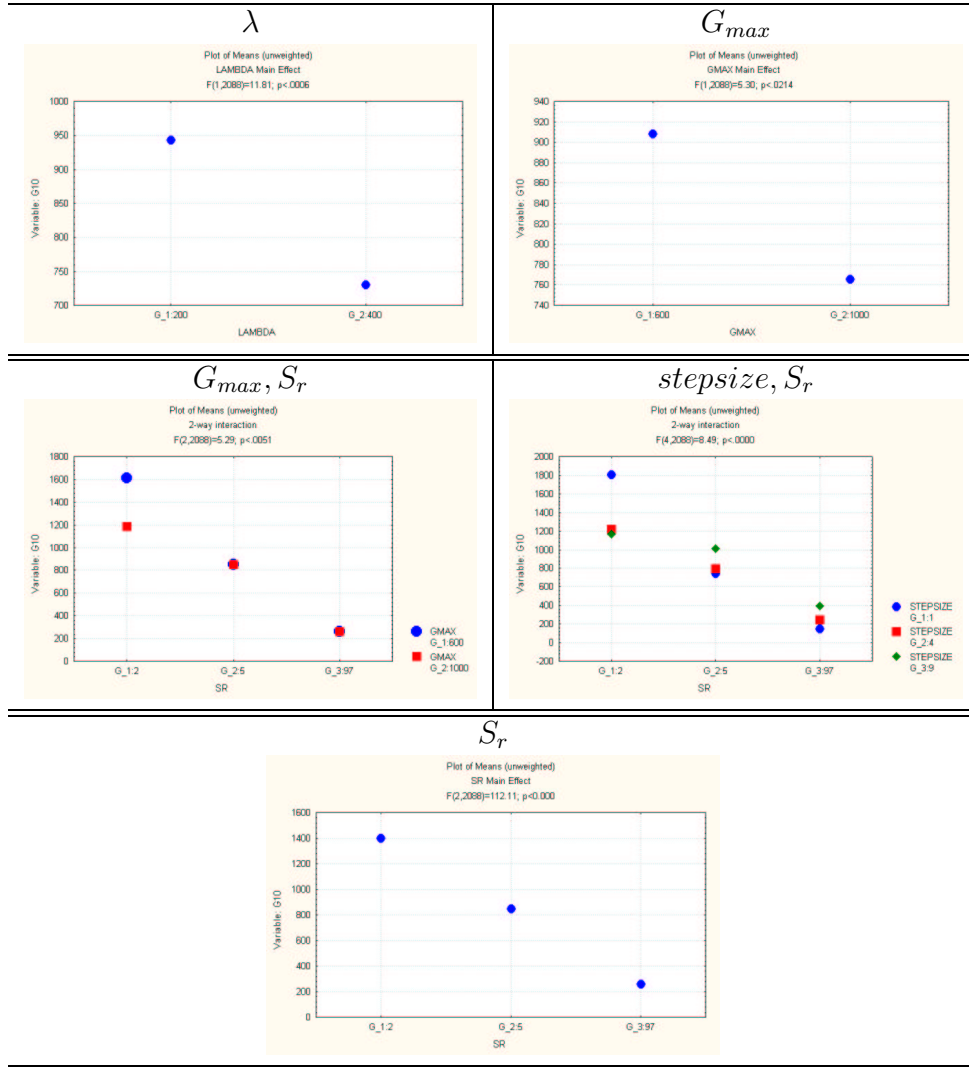 λ
Plot of Means (unweighted)
LAMBDA Main Effect
F(1,2088)=11.81; p<.0006
1000
950
900
850
800
750
700
Variable: G10
G_1:200
G_2:400
LAMBDA
G_max
Plot of Means (unweighted)
GMAX Main Effect
F(1,2088)=5.30; p<.0214
940
920
900
880
860
840
820
800
780
760
740
Variable: G10
G_1:600
G_2:1000
GMAX
G_max, S_r
Plot of Means (unweighted)
2-way interaction
F(2,2088)=5.29; p<.0051
1800
1600
1400
1200
1000
800
600
400
200
0
Variable: G10
G_1:2
G_2:5
G_3:97
SR
GMAX
G_1:600
GMAX
G_2:1000
stepsize, S_r
Plot of Means (unweighted)
2-way interaction
F(4,2088)=8.49; p<.0000
2000
1800
1600
1400
1200
1000
800
600
400
200
0
-200
Variable: G10
G_1:2
G_2:5
G_3:97
SR
STEPSIZE
G_1:1
STEPSIZE
G_2:4
STEPSIZE
G_3:9
S_r
Plot of Means (unweighted)
SR Main Effect
F(2,2088)=112.11; p<0.000
1600
1400
1200
1000
800
600
400
200
0
Variable: G10
G_1:2
G_2:5
G_3:97
SR